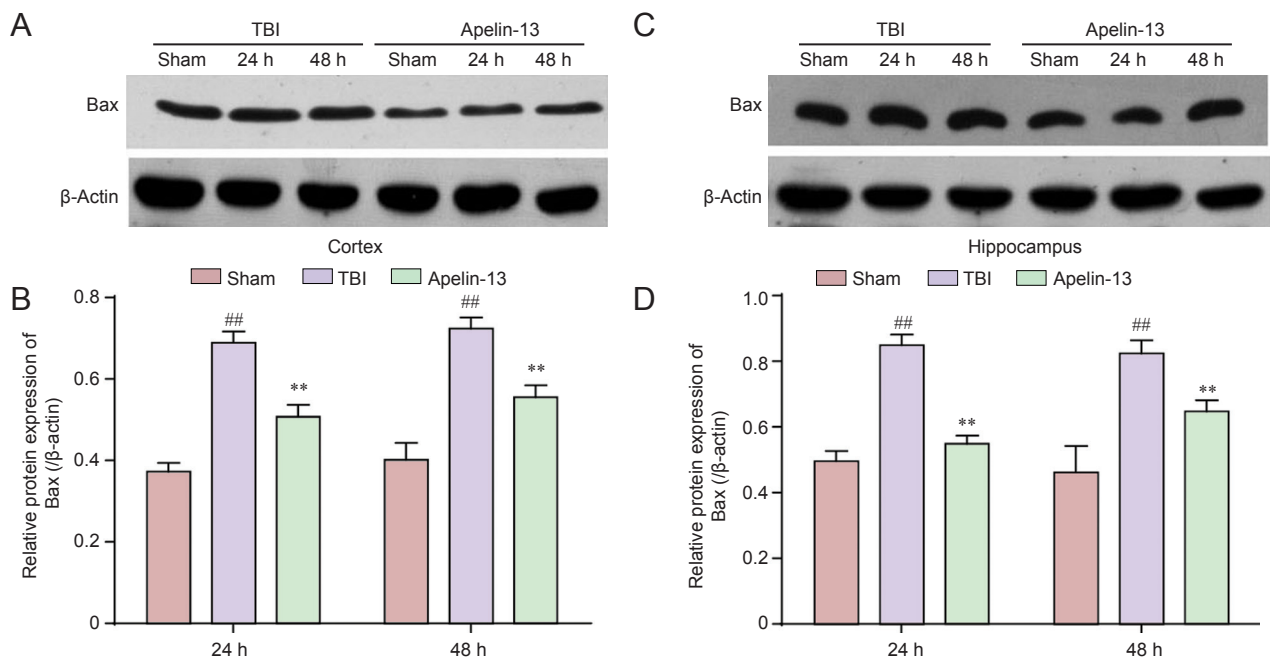 A
TBI Apelin-13
Sham 24 h 48 h Sham 24 h 48 h
Bax
β-Actin
Cortex
B
Sham TBI Apelin-13
Relative protein expression of
Bax (/β-actin)
0.8
0.6
0.4
0.2
0
##
**
##
**
24 h 48 h
C
TBI Apelin-13
Sham 24 h 48 h Sham 24 h 48 h
Bax
β-Actin
Hippocampus
D
Sham TBI Apelin-13
Relative protein expression of
Bax (/β-actin)
1.0
0.8
0.6
0.4
0.2
0
##
**
##
**
24 h 48 h